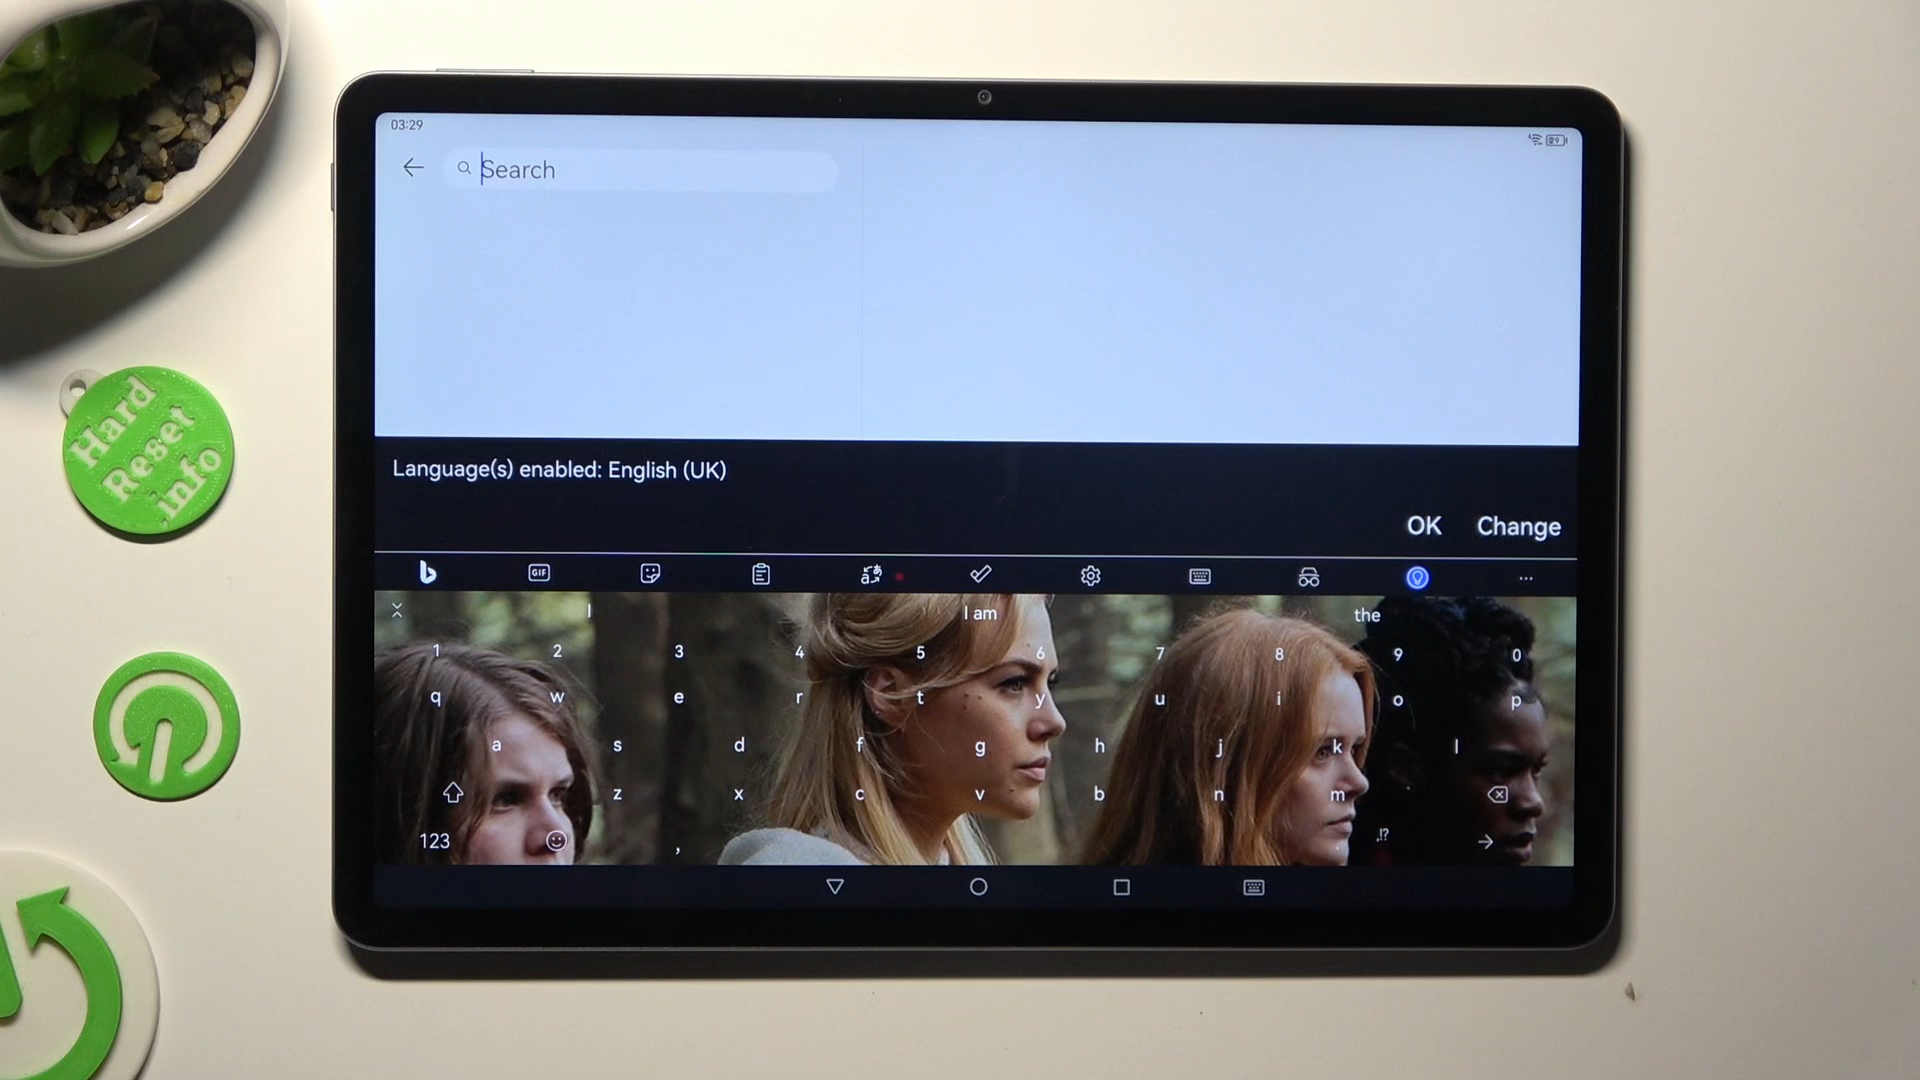 03:29
89
Search
Language(s) enabled: English (UK)
OK Change
GIF
I I am the
1 2 3 4 5 6 7 8 9 0
q w e r t y u i o p
a s d f g h j k l
z x c v b n m
123 , .!?
Hard
Reset
.info